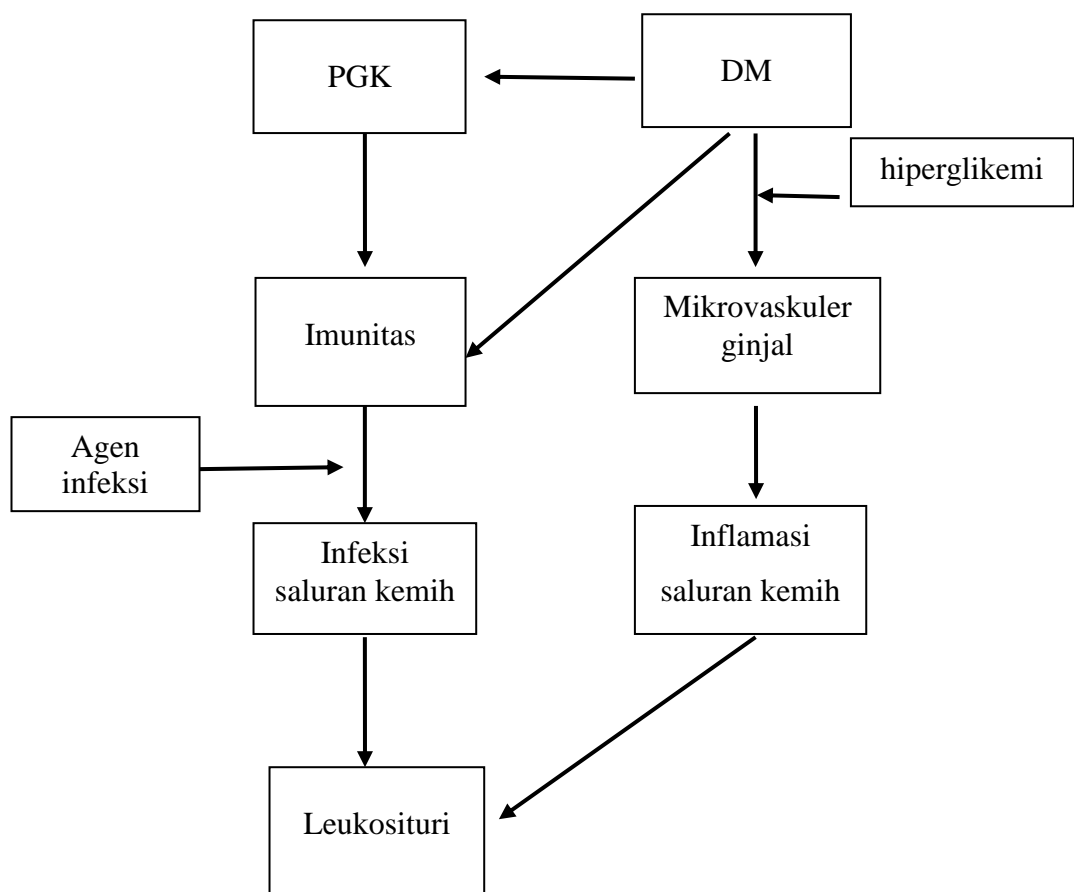 PGK
DM
hiperglikemi
Imunitas
Mikrovaskuler
ginjal
Agen
infeksi
Infeksi
saluran kemih
Inflamasi
saluran kemih
Leukosituri